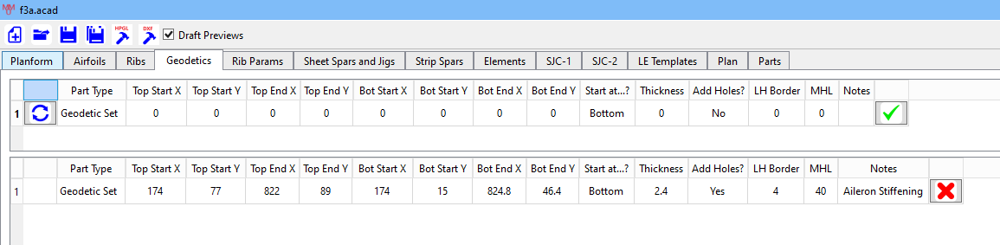 f3a.acad
HPGL DXF Draft Previews
Planform Airfoils Ribs Geodetics Rib Params Sheet Spars and Jigs Strip Spars Elements SJC-1 SJC-2 LE Templates Plan Parts
Part Type Top Start X Top Start Y Top End X Top End Y Bot Start X Bot Start Y Bot End X Bot End Y Start at...? Thickness Add Holes? LH Border MHL Notes
1 Geodetic Set 0 0 0 0 0 0 0 0 Bottom 0 No 0 0
Part Type Top Start X Top Start Y Top End X Top End Y Bot Start X Bot Start Y Bot End X Bot End Y Start at...? Thickness Add Holes? LH Border MHL Notes
1 Geodetic Set 174 77 822 89 174 15 824.8 46.4 Bottom 2.4 Yes 4 40 Aileron Stiffening